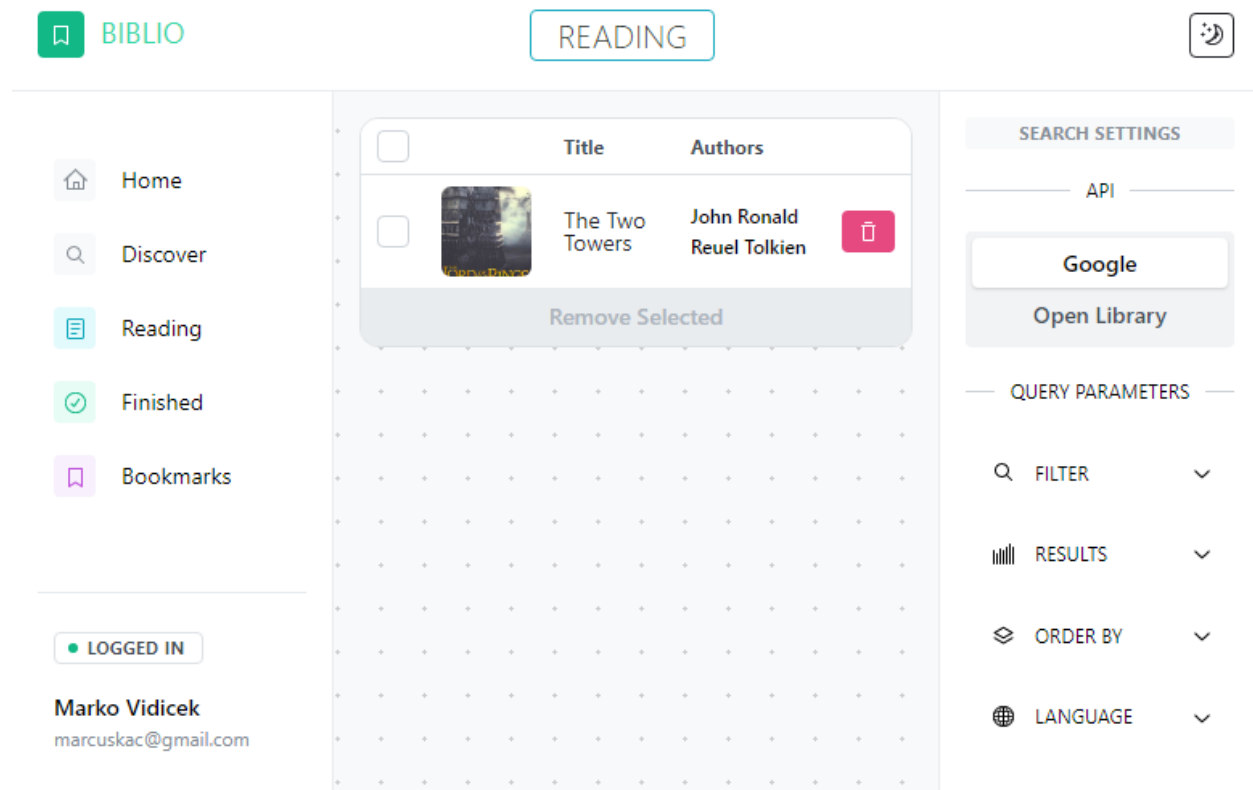 BIBLIO
READING
Home
Discover
Reading
Finished
Bookmarks
LOGGED IN
Marko Vidicek
marcuskac@gmail.com
Title Authors
The Two
Towers
John Ronald
Reuel Tolkien
Remove Selected
SEARCH SETTINGS
API
Google
Open Library
QUERY PARAMETERS
FILTER
RESULTS
ORDER BY
LANGUAGE